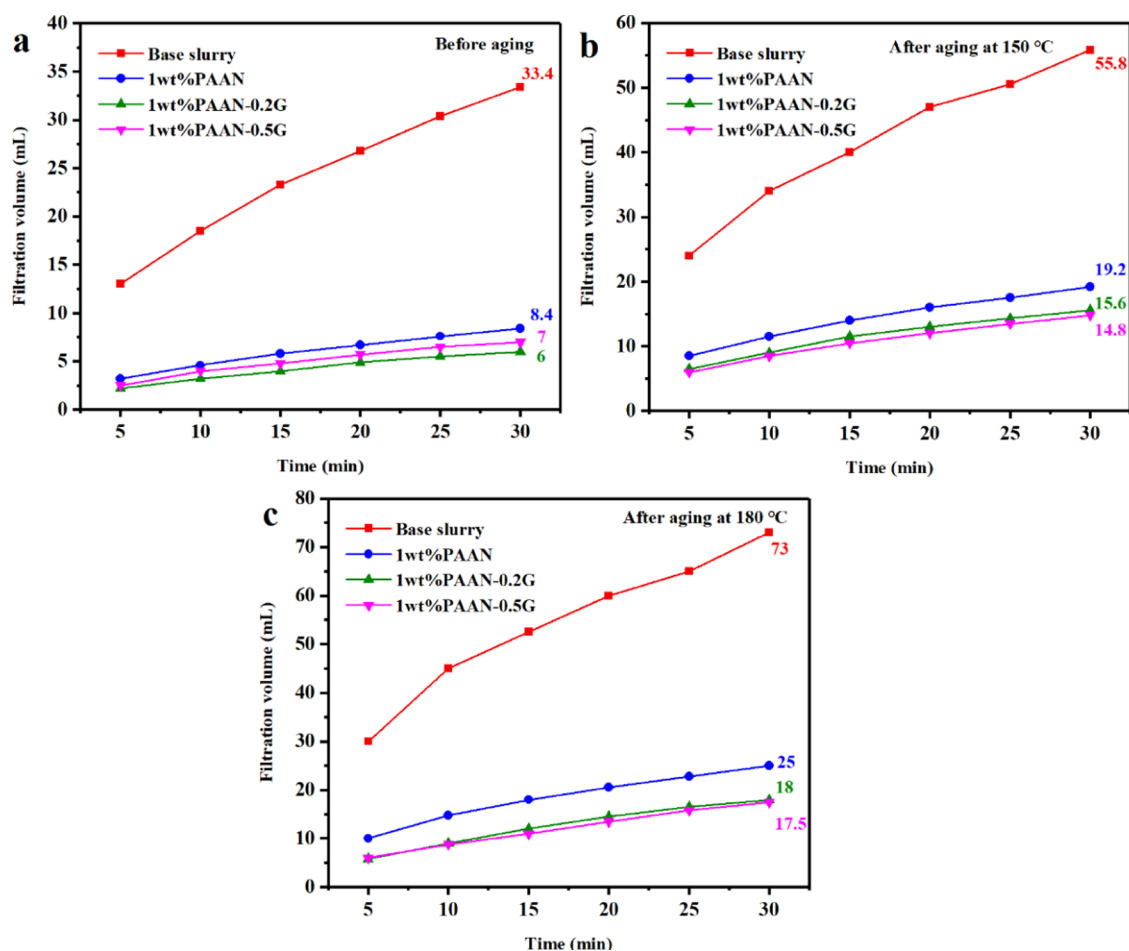 a
Before aging
Base slurry
1wt%PAAN
1wt%PAAN-0.2G
1wt%PAAN-0.5G
33.4
8.4
7
6
40
35
30
25
20
15
10
5
0
Filtration volume (mL)
5 10 15 20 25 30
Time (min)
b
After aging at 150 °C
Base slurry
1wt%PAAN
1wt%PAAN-0.2G
1wt%PAAN-0.5G
55.8
19.2
15.6
14.8
60
50
40
30
20
10
0
Filtration volume (mL)
5 10 15 20 25 30
Time (min)
c
After aging at 180 °C
Base slurry
1wt%PAAN
1wt%PAAN-0.2G
1wt%PAAN-0.5G
73
25
18
17.5
80
70
60
50
40
30
20
10
0
Filtration volume (mL)
5 10 15 20 25 30
Time (min)